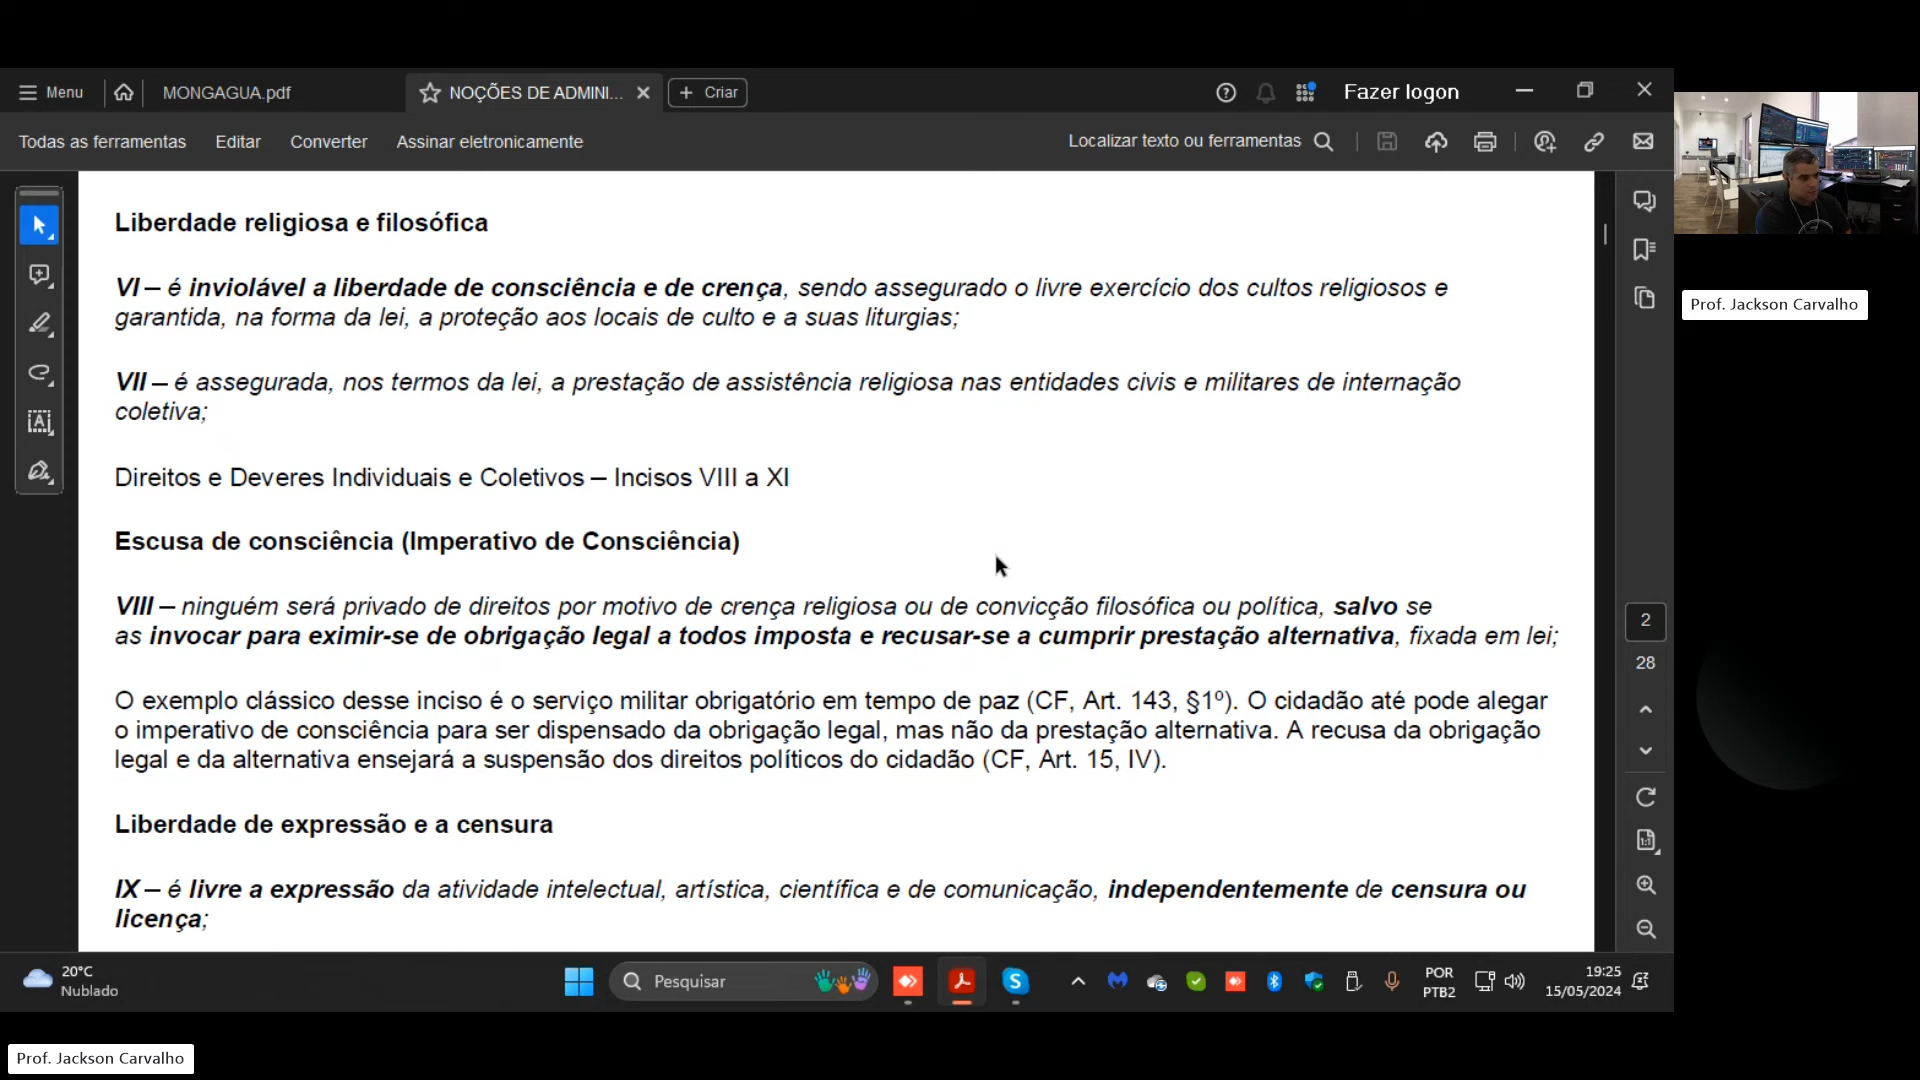 Menu
MONGAGUA.pdf
NOÇÕES DE ADMINI...
Criar
Fazer logon
Todas as ferramentas
Editar
Converter
Assinar eletronicamente
Localizar texto ou ferramentas
Liberdade religiosa e filosófica
VI – é inviolável a liberdade de consciência e de crença, sendo assegurado o livre exercício dos cultos religiosos e
garantida, na forma da lei, a proteção aos locais de culto e a suas liturgias;
VII – é assegurada, nos termos da lei, a prestação de assistência religiosa nas entidades civis e militares de internação
coletiva;
Direitos e Deveres Individuais e Coletivos – Incisos VIII a XI
Escusa de consciência (Imperativo de Consciência)
VIII – ninguém será privado de direitos por motivo de crença religiosa ou de convicção filosófica ou política, salvo se
as invocar para eximir-se de obrigação legal a todos imposta e recusar-se a cumprir prestação alternativa, fixada em lei;
O exemplo clássico desse inciso é o serviço militar obrigatório em tempo de paz (CF, Art. 143, §1º). O cidadão até pode alegar
o imperativo de consciência para ser dispensado da obrigação legal, mas não da prestação alternativa. A recusa da obrigação
legal e da alternativa ensejará a suspensão dos direitos políticos do cidadão (CF, Art. 15, IV).
Liberdade de expressão e a censura
IX – é livre a expressão da atividade intelectual, artística, científica e de comunicação, independentemente de censura ou
licença;
2
28
1:1
Prof. Jackson Carvalho
20°C
Nublado
Pesquisar
POR
PTB2
19:25
15/05/2024
Prof. Jackson Carvalho